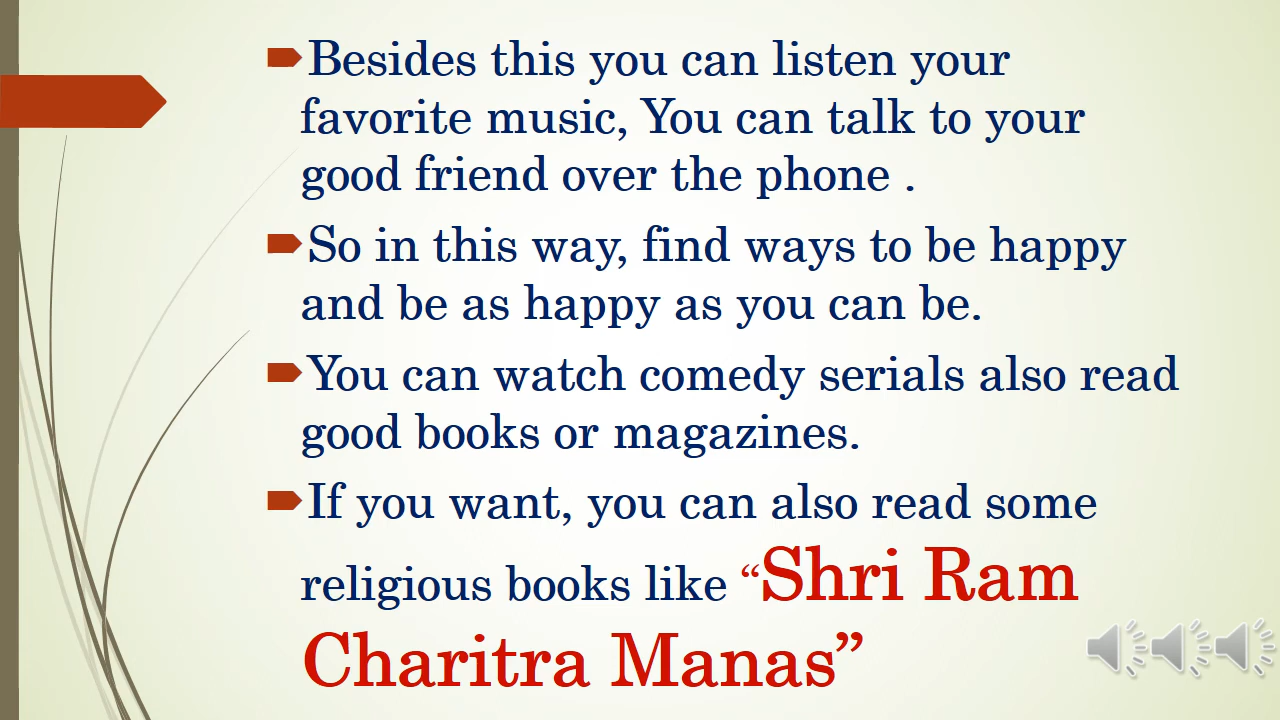 Besides this you can listen your
favorite music, You can talk to your
good friend over the phone .
So in this way, find ways to be happy
and be as happy as you can be.
You can watch comedy serials also read
good books or magazines.
If you want, you can also read some
religious books like “Shri Ram
Charitra Manas”